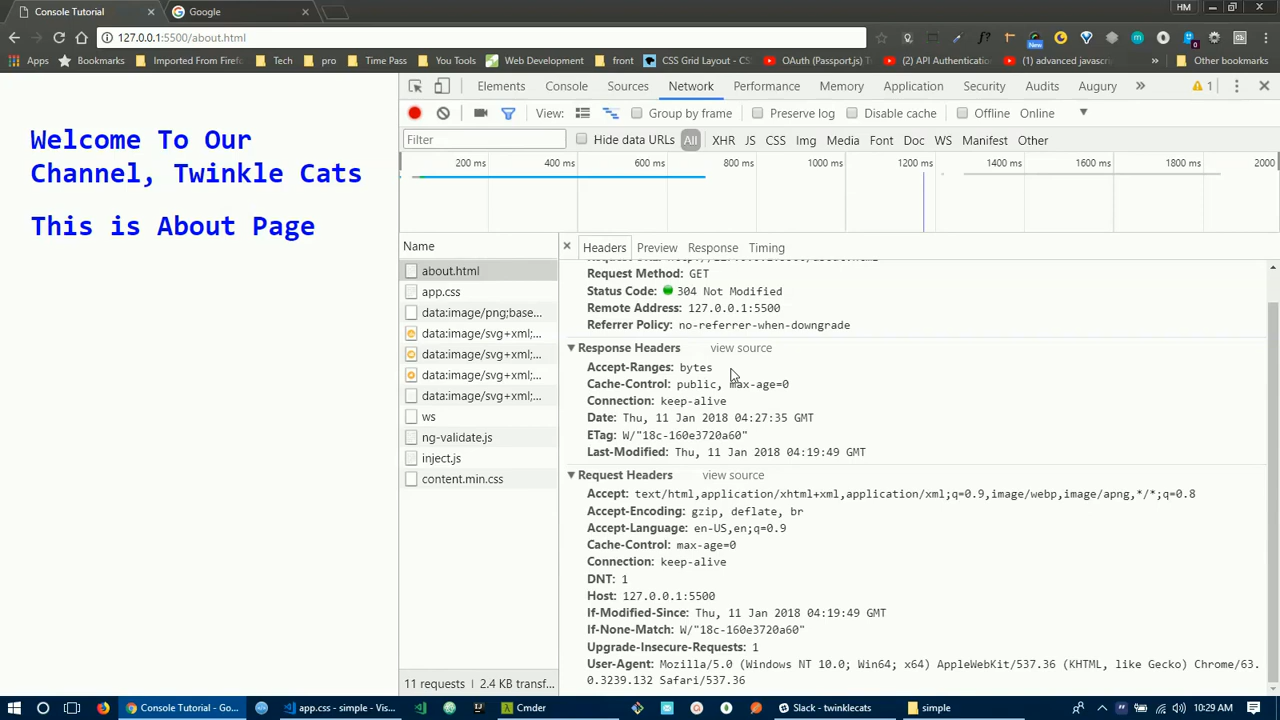 Console Tutorial
Google
HM
127.0.0.1:5500/about.html
Apps
Bookmarks
Imported From Firef
Tech
pro
Time Pass
You Tools
Web Development
front
CSS Grid Layout - CS
OAuth (Passport.js) T
(2) API Authentication
(1) advanced javascrip
»
Other bookmarks
Welcome To Our
Channel, Twinkle Cats
This is About Page
Elements
Console
Sources
Network
Performance
Memory
Application
Security
Audits
Augury
»
1
View:
Group by frame
Preserve log
Disable cache
Offline
Online
Filter
Hide data URLs
All
XHR
JS
CSS
Img
Media
Font
Doc
WS
Manifest
Other
200 ms
400 ms
600 ms
800 ms
1000 ms
1200 ms
1400 ms
1600 ms
1800 ms
2000
Name
about.html
app.css
data:image/png;base...
data:image/svg+xml;...
data:image/svg+xml;...
data:image/svg+xml;...
data:image/svg+xml;...
ws
ng-validate.js
inject.js
content.min.css
11 requests | 2.4 KB transf...
Headers
Preview
Response
Timing
Request Method: GET
Status Code: 304 Not Modified
Remote Address: 127.0.0.1:5500
Referrer Policy: no-referrer-when-downgrade
Response Headers view source
Accept-Ranges: bytes
Cache-Control: public, max-age=0
Connection: keep-alive
Date: Thu, 11 Jan 2018 04:27:35 GMT
ETag: W/"18c-160e3720a60"
Last-Modified: Thu, 11 Jan 2018 04:19:49 GMT
Request Headers view source
Accept: text/html,application/xhtml+xml,application/xml;q=0.9,image/webp,image/apng,*/*;q=0.8
Accept-Encoding: gzip, deflate, br
Accept-Language: en-US,en;q=0.9
Cache-Control: max-age=0
Connection: keep-alive
DNT: 1
Host: 127.0.0.1:5500
If-Modified-Since: Thu, 11 Jan 2018 04:19:49 GMT
If-None-Match: W/"18c-160e3720a60"
Upgrade-Insecure-Requests: 1
User-Agent: Mozilla/5.0 (Windows NT 10.0; Win64; x64) AppleWebKit/537.36 (KHTML, like Gecko) Chrome/63.
0.3239.132 Safari/537.36
Console Tutorial - Go...
app.css - simple - Vis...
Cmder
Slack - twinklecats
simple
10:29 AM